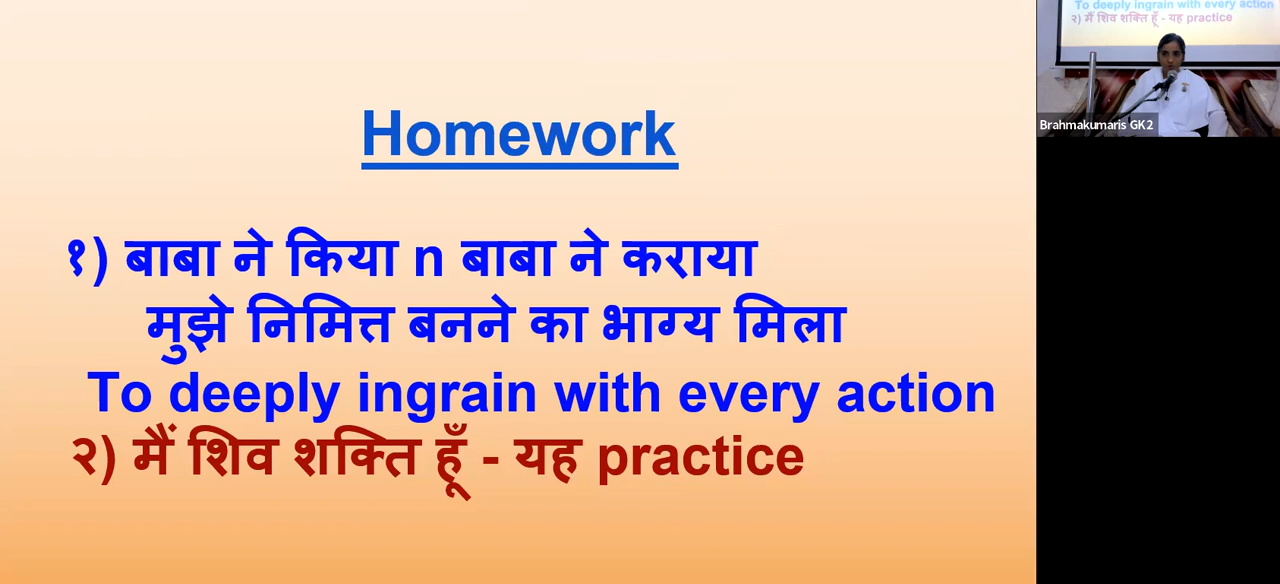 Homework
१) बाबा ने किया n बाबा ने कराया
मुझे निमित्त बनने का भाग्य मिला
To deeply ingrain with every action
२) मैं शिव शक्ति हूँ - यह practice
To deeply ingrain with every action
२) मैं शिव शक्ति हूँ - यह practice
Brahmakumaris GK2